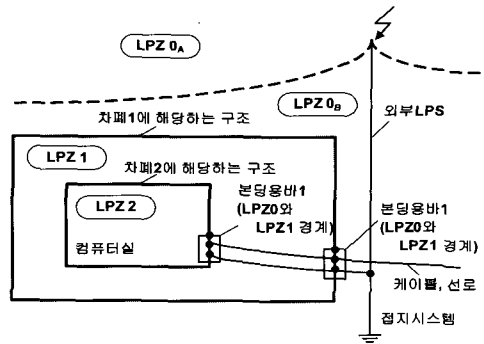 LPZ 0A
LPZ 0B
외부LPS
차폐1에 해당하는 구조
LPZ 1
차폐2에 해당하는 구조
LPZ 2
컴퓨터실
본딩용바1
(LPZ0와
LPZ1 경계)
본딩용바1
(LPZ0와
LPZ1 경계)
케이블, 선로
접지시스템